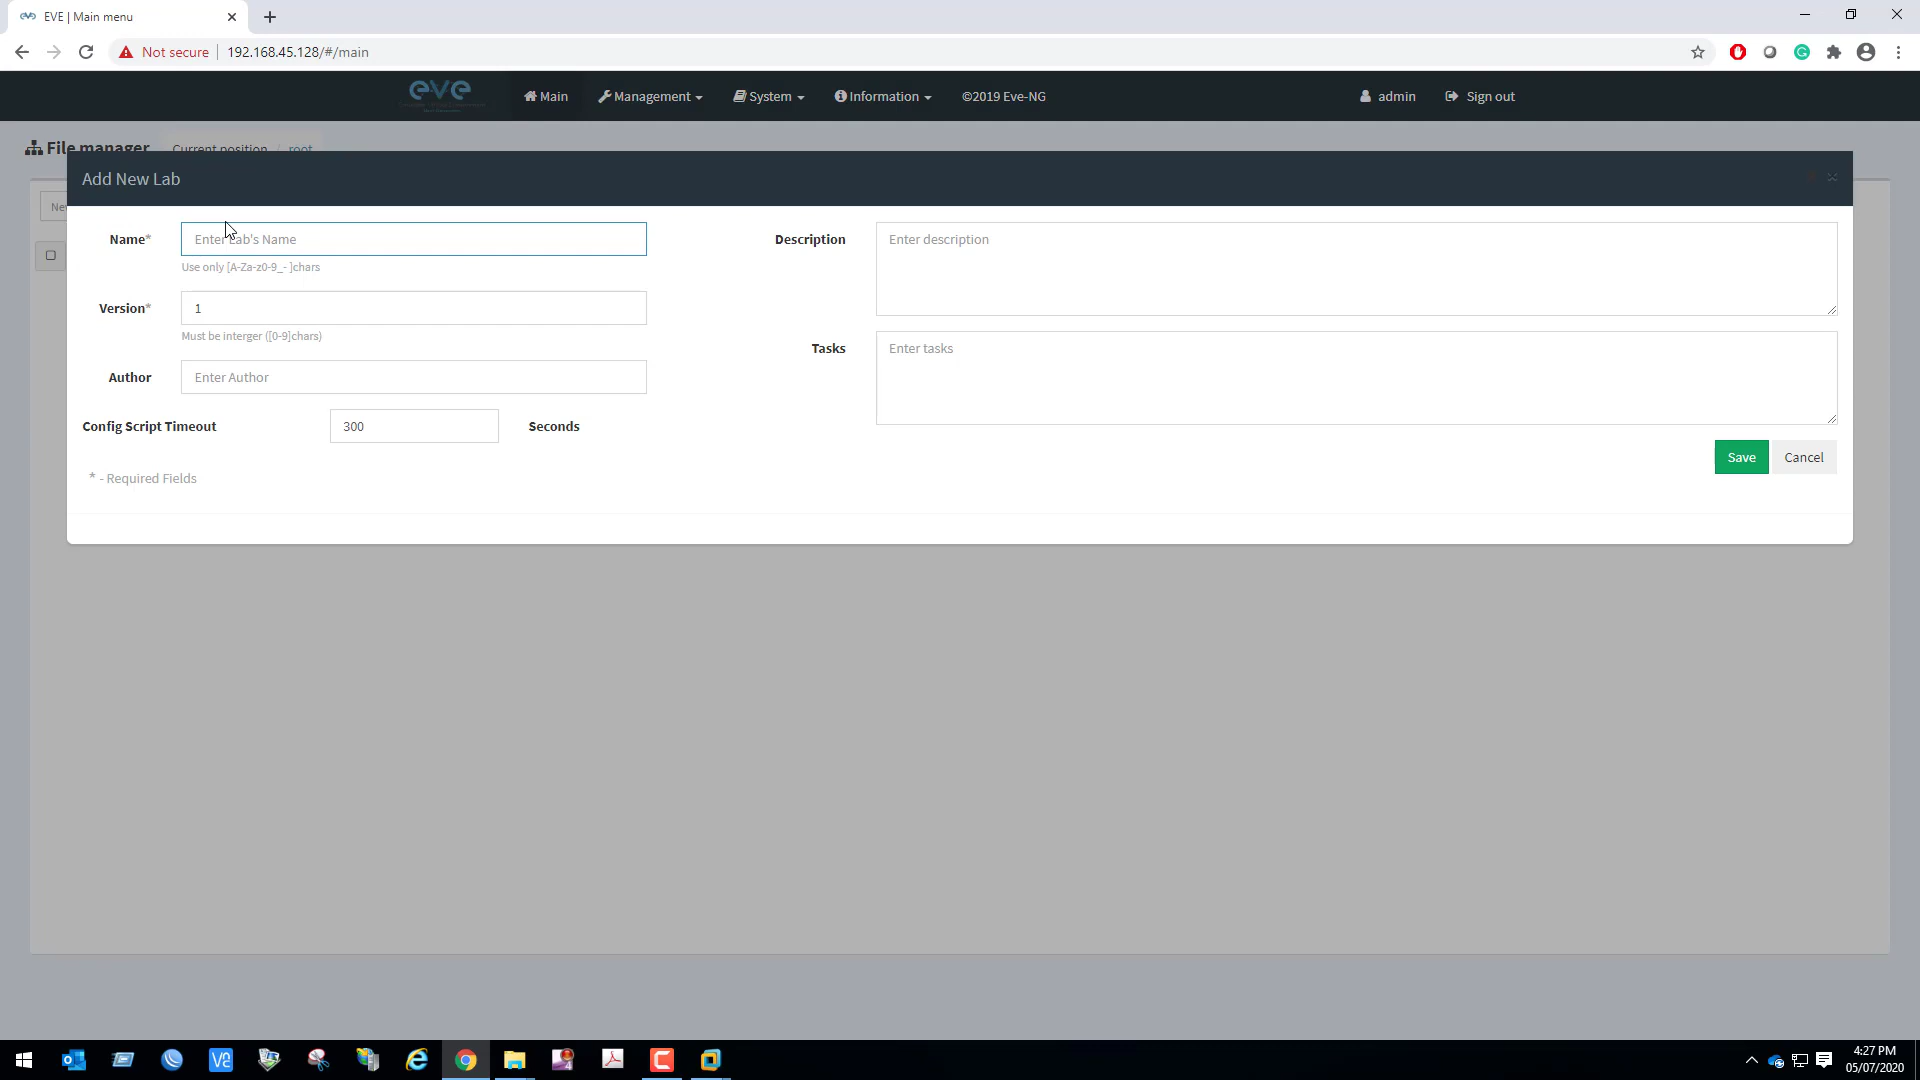 EVE | Main menu
Not secure
192.168.45.128/#/main
eve
Main
Management
System
Information
©2019 Eve-NG
admin
Sign out
File manager
Current position
root
Add New Lab
Name*
Enter Lab's Name
Use only [A-Za-z0-9_- ]chars
Version*
1
Must be interger ([0-9]chars)
Author
Enter Author
Config Script Timeout
300
Seconds
* - Required Fields
Description
Enter description
Tasks
Enter tasks
Save
Cancel
4:27 PM
05/07/2020